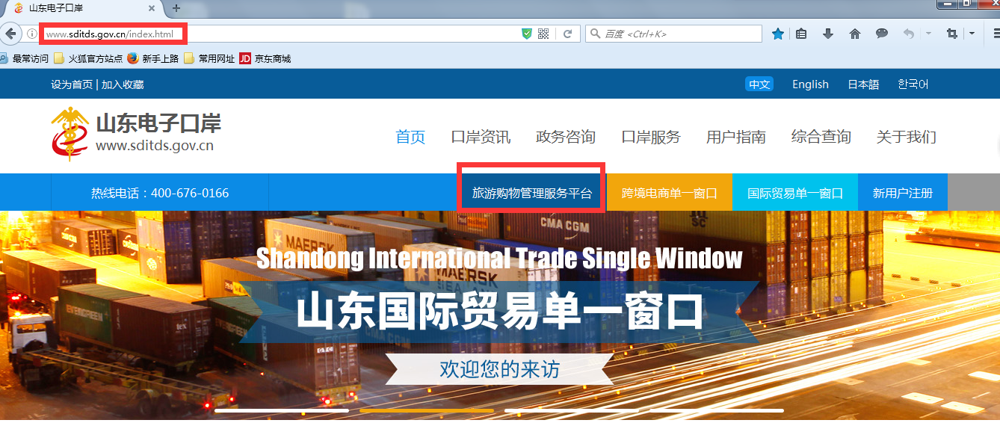 山东电子口岸
www.sditds.gov.cn/index.html
百度 <Ctrl+K>
最常访问 火狐官方站点 新手上路 常用网址 JD 京东商城
设为首页 | 加入收藏
中文 English 日本語 한국어
山东电子口岸
www.sditds.gov.cn
首页 口岸资讯 政务咨询 口岸服务 用户指南 综合查询 关于我们
热线电话：400-676-0166
旅游购物管理服务平台 跨境电商单一窗口 国际贸易单一窗口 新用户注册
CMA CGM
MSC
MAERSK
MAERSK
SEALAND
Shandong International Trade Single Window
山东国际贸易单一窗口
EVERGREEN
tex
GTC
欢迎您的来访